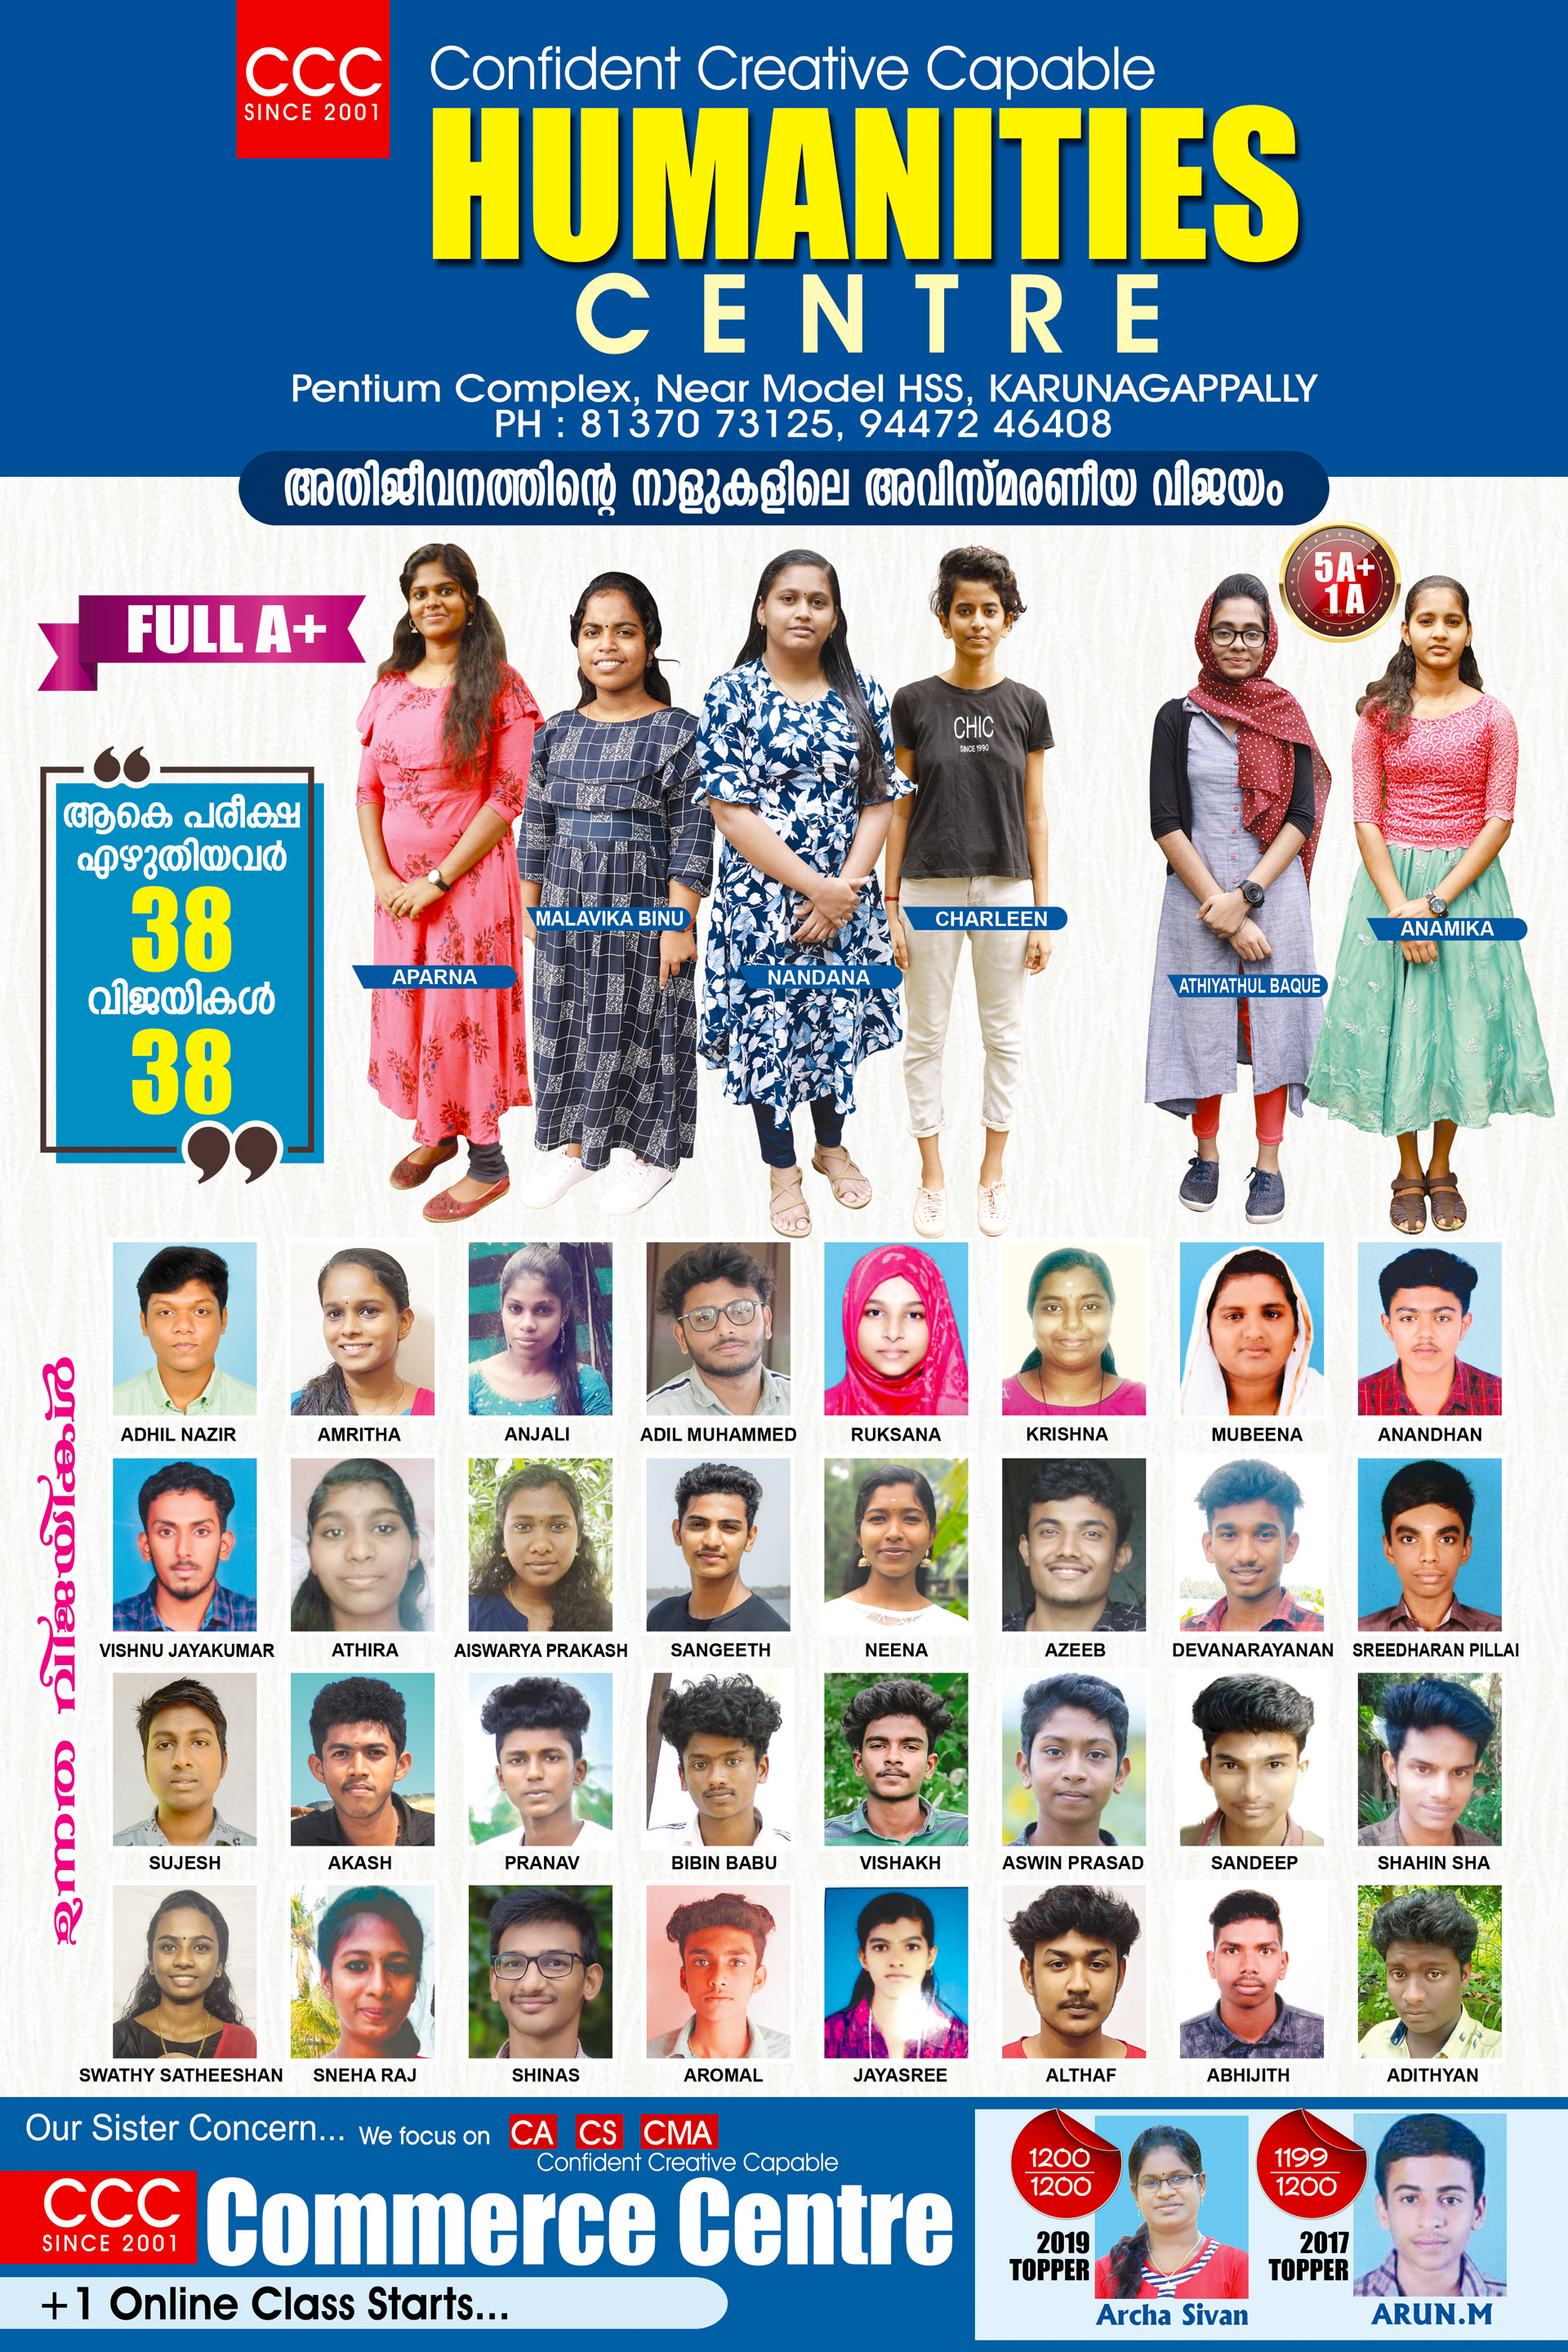 CCC
SINCE 2001
Confident Creative Capable
HUMANITIES
CENTRE
Pentium Complex, Near Model HSS, KARUNAGAPPALLY
PH : 81370 73125, 94472 46408
അതിജീവനത്തിന്റെ നാളുകളിലെ അവിസ്മരണീയ വിജയം
FULL A+
5A+
1A
CHIC
SINCE 1990
ആകെ പരീക്ഷ
എഴുതിയവർ
38
വിജയികൾ
38
APARNA
MALAVIKA BINU
NANDANA
CHARLEEN
ATHIYATHUL BAQUE
ANAMIKA
ഉന്നത വിജയികള്‍
ADHIL NAZIR
AMRITHA
ANJALI
ADIL MUHAMMED
RUKSANA
KRISHNA
MUBEENA
ANANDHAN
VISHNU JAYAKUMAR
ATHIRA
AISWARYA PRAKASH
SANGEETH
NEENA
AZEEB
DEVANARAYANAN
SREEDHARAN PILLAI
SUJESH
AKASH
PRANAV
BIBIN BABU
VISHAKH
ASWIN PRASAD
SANDEEP
SHAHIN SHA
SWATHY SATHEESHAN
SNEHA RAJ
SHINAS
AROMAL
JAYASREE
ALTHAF
ABHIJITH
ADITHYAN
Our Sister Concern... We focus on CA CS CMA
Confident Creative Capable
CCC
SINCE 2001
Commerce Centre
+1 Online Class Starts...
1200
1200
2019
TOPPER
Archa Sivan
1199
1200
2017
TOPPER
ARUN.M